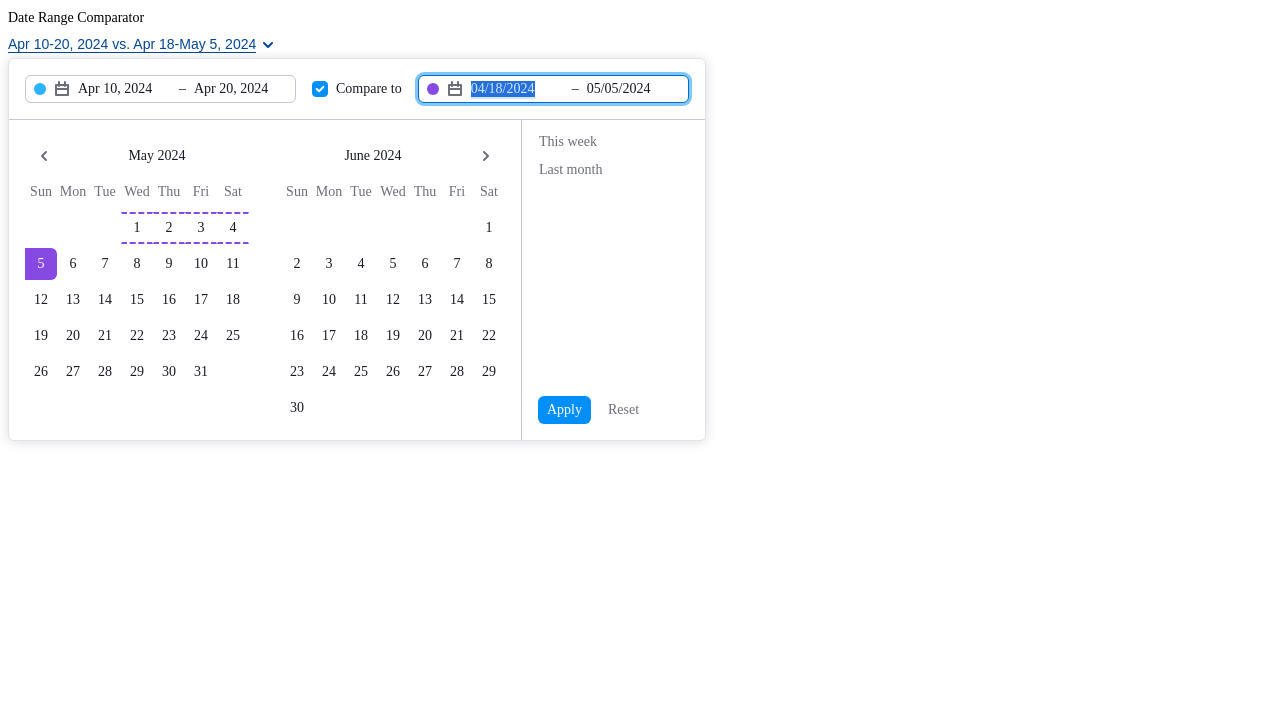 Date Range Comparator
Apr 10-20, 2024 vs. Apr 18-May 5, 2024
Apr 10, 2024 – Apr 20, 2024 Compare to 04/18/2024 – 05/05/2024
May 2024 June 2024
Sun Mon Tue Wed Thu Fri Sat Sun Mon Tue Wed Thu Fri Sat
1 2 3 4 1
5 6 7 8 9 10 11 2 3 4 5 6 7 8
12 13 14 15 16 17 18 9 10 11 12 13 14 15
19 20 21 22 23 24 25 16 17 18 19 20 21 22
26 27 28 29 30 31 23 24 25 26 27 28 29
30
This week
Last month
Apply Reset